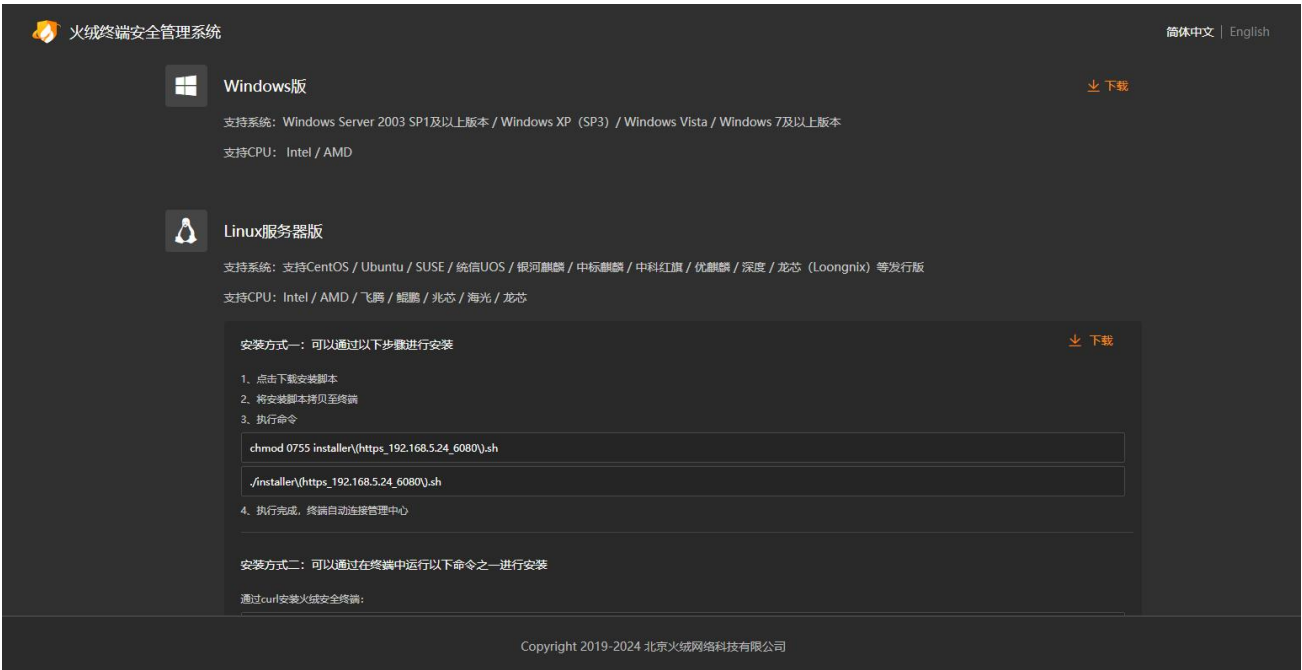 火绒终端安全管理系统
简体中文 | English
Windows版
下载
支持系统：Windows Server 2003 SP1及以上版本 / Windows XP（SP3）/ Windows Vista / Windows 7及以上版本
支持CPU： Intel / AMD
Linux服务器版
支持系统：支持CentOS / Ubuntu / SUSE / 统信UOS / 银河麒麟 / 中标麒麟 / 中科红旗 / 优麒麟 / 深度 / 龙芯（Loongnix）等发行版
支持CPU：Intel / AMD / 飞腾 / 鲲鹏 / 兆芯 / 海光 / 龙芯
安装方式一：可以通过以下步骤进行安装
下载
1、点击下载安装脚本
2、将安装脚本拷贝至终端
3、执行命令
chmod 0755 installer\(https_192.168.5.24_6080\).sh
./installer\(https_192.168.5.24_6080\).sh
4、执行完成，终端自动连接管理中心
安装方式二：可以通过在终端中运行以下命令之一进行安装
通过curl安装火绒安全终端：
Copyright 2019-2024 北京火绒网络科技有限公司